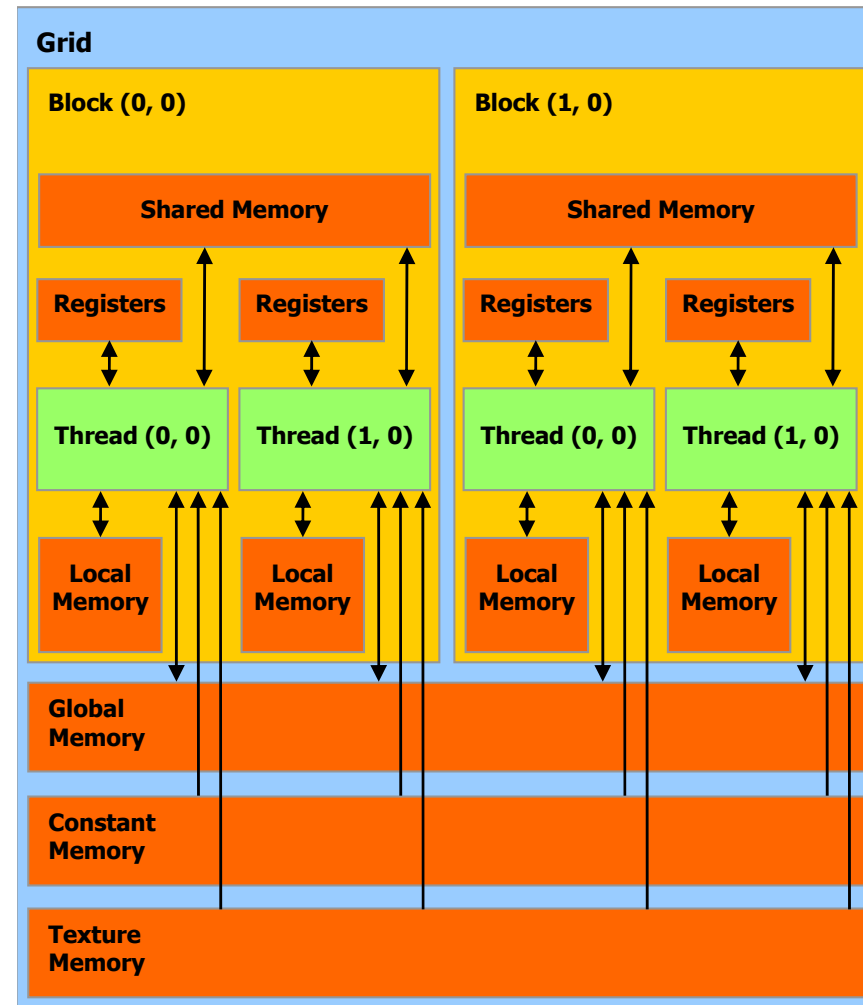 Grid
Block (0, 0)
Block (1, 0)
Shared Memory
Shared Memory
Registers
Registers
Registers
Registers
Thread (0, 0)
Thread (1, 0)
Thread (0, 0)
Thread (1, 0)
Local
Memory
Local
Memory
Local
Memory
Local
Memory
Global
Memory
Constant
Memory
Texture
Memory